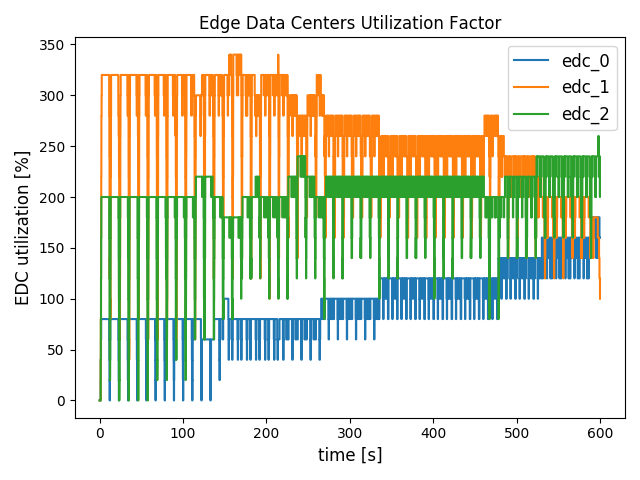 Edge Data Centers Utilization Factor
EDC utilization [%]
350
300
250
200
150
100
50
0
edc_0
edc_1
edc_2
0 100 200 300 400 500 600
time [s]